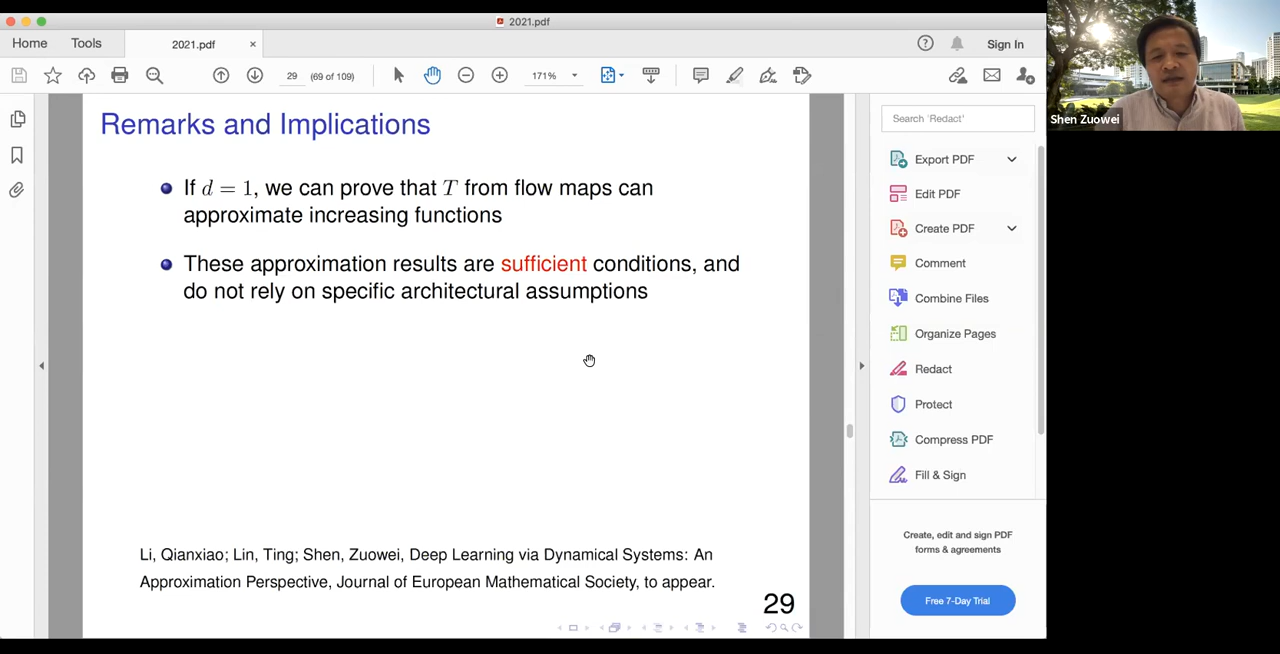 2021.pdf
Home
Tools
2021.pdf
×
Sign In
29
(69 of 109)
171%
Remarks and Implications
If d = 1, we can prove that T from flow maps can
approximate increasing functions
These approximation results are sufficient conditions, and
do not rely on specific architectural assumptions
Li, Qianxiao; Lin, Ting; Shen, Zuowei, Deep Learning via Dynamical Systems: An
Approximation Perspective, Journal of European Mathematical Society, to appear.
29
Search 'Redact'
Export PDF
Edit PDF
Create PDF
Comment
Combine Files
Organize Pages
Redact
Protect
Compress PDF
Fill & Sign
Create, edit and sign PDF
forms & agreements
Free 7-Day Trial
Shen Zuowei